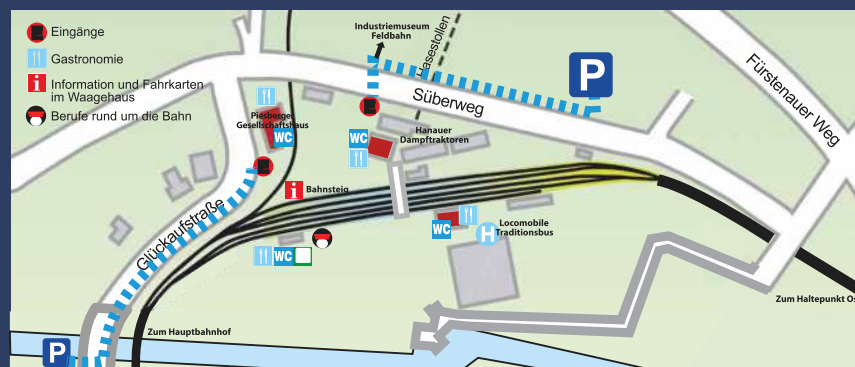 Eingänge
Gastronomie
Information und Fahrkarten
im Waagehaus
Berufe rund um die Bahn
Industriemuseum
Feldbahn
Hasestollen
P
Süberweg
Fürstenauer Weg
Piesberger
Gesellschaftshaus
WC
WC
Hanauer
Dampftraktoren
i
Bahnsteig
Glückaufstraße
WC
H
Locomobile
Traditionsbus
WC
Zum Haltepunkt Os
Zum Hauptbahnhof
P